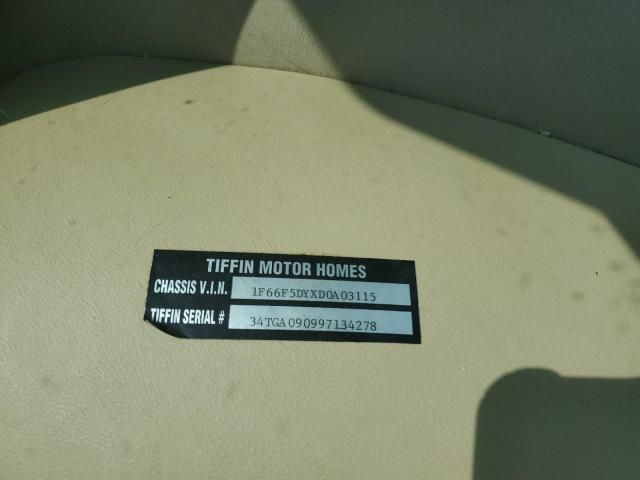 TIFFIN MOTOR HOMES
CHASSIS V.I.N. 1F66F5DYXD0A03115
TIFFIN SERIAL # 34TGA090997134278